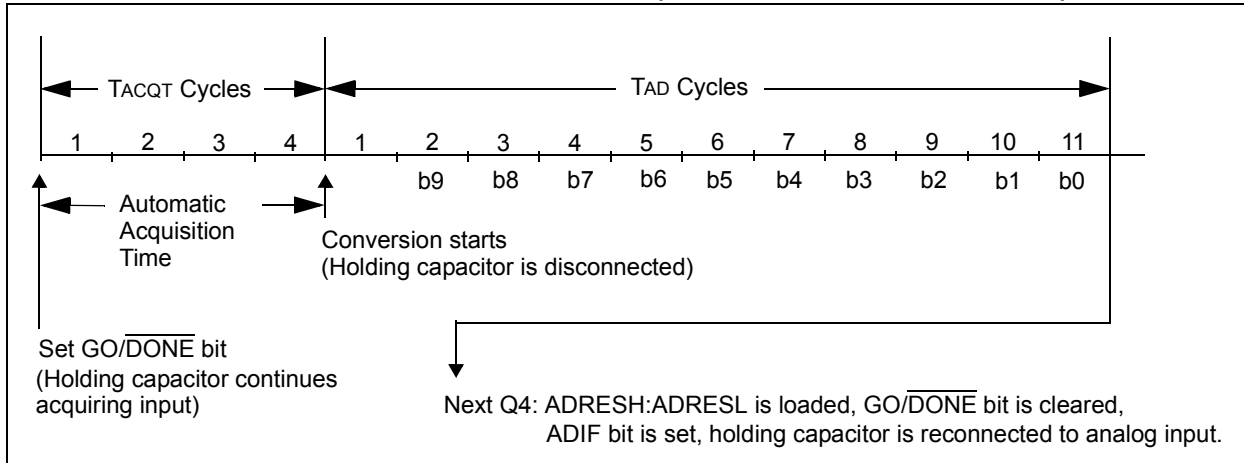 TACQT Cycles
TAD Cycles
1 2 3 4 1 2 3 4 5 6 7 8 9 10 11
b9 b8 b7 b6 b5 b4 b3 b2 b1 b0
Automatic
Acquisition
Time
Conversion starts
(Holding capacitor is disconnected)
Set GO/DONE bit
(Holding capacitor continues
acquiring input)
Next Q4: ADRESH:ADRESL is loaded, GO/DONE bit is cleared,
ADIF bit is set, holding capacitor is reconnected to analog input.